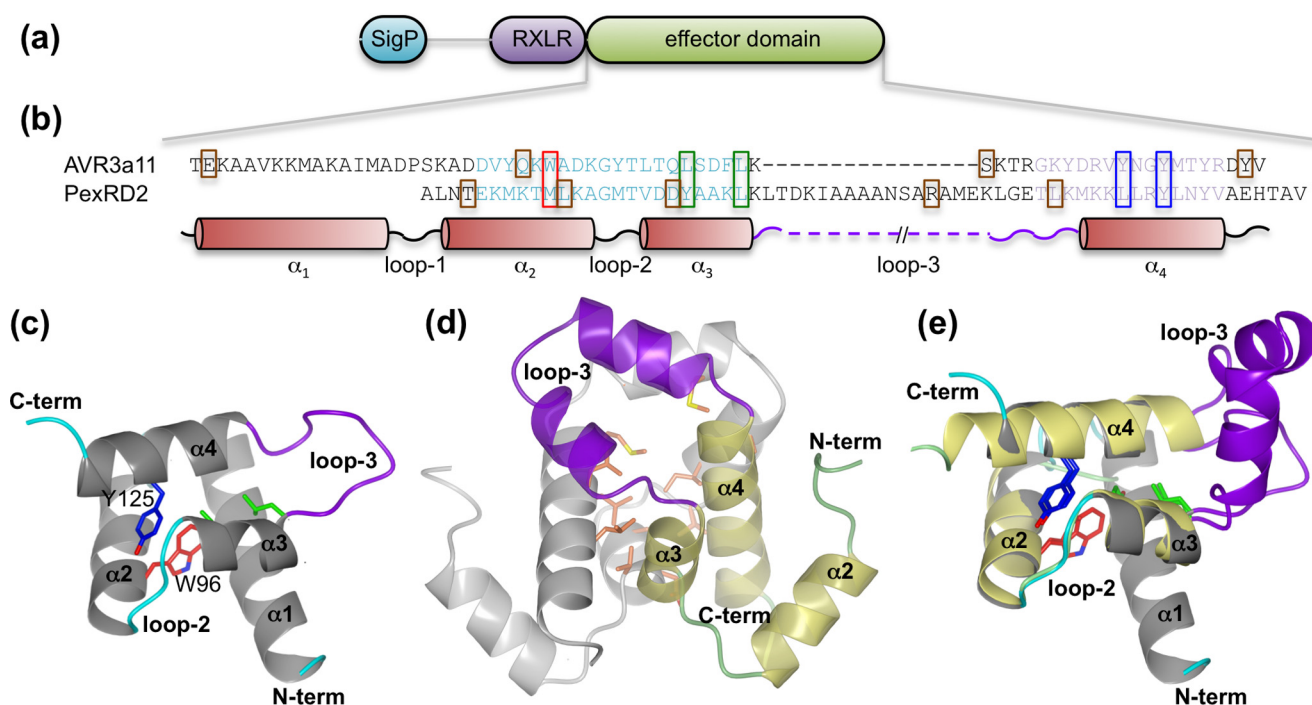 (a)
SigP RXLR effector domain
(b)
AVR3a11 TEKAAVKKMAKAIMADPSKADDVYQKWADKGYTLTQLSDFLK----------------SKTRGKYDRVYNGYMTYRDYV
PexRD2 ALNTEKMKTMLKAGMTVDDYAAKLKLTDKIAAAANSARAMEKLGETLKMKKLLRYLNYVAEHTAV
//
α1 loop-1 α2 loop-2 α3 loop-3 α4
(c)
C-term
α4
loop-3
Y125
α3
α2
W96
loop-2
α1
N-term
(d)
loop-3
N-term
α4
α3
α2
C-term
(e)
loop-3
C-term
α4
α2
α3
loop-2
α1
N-term